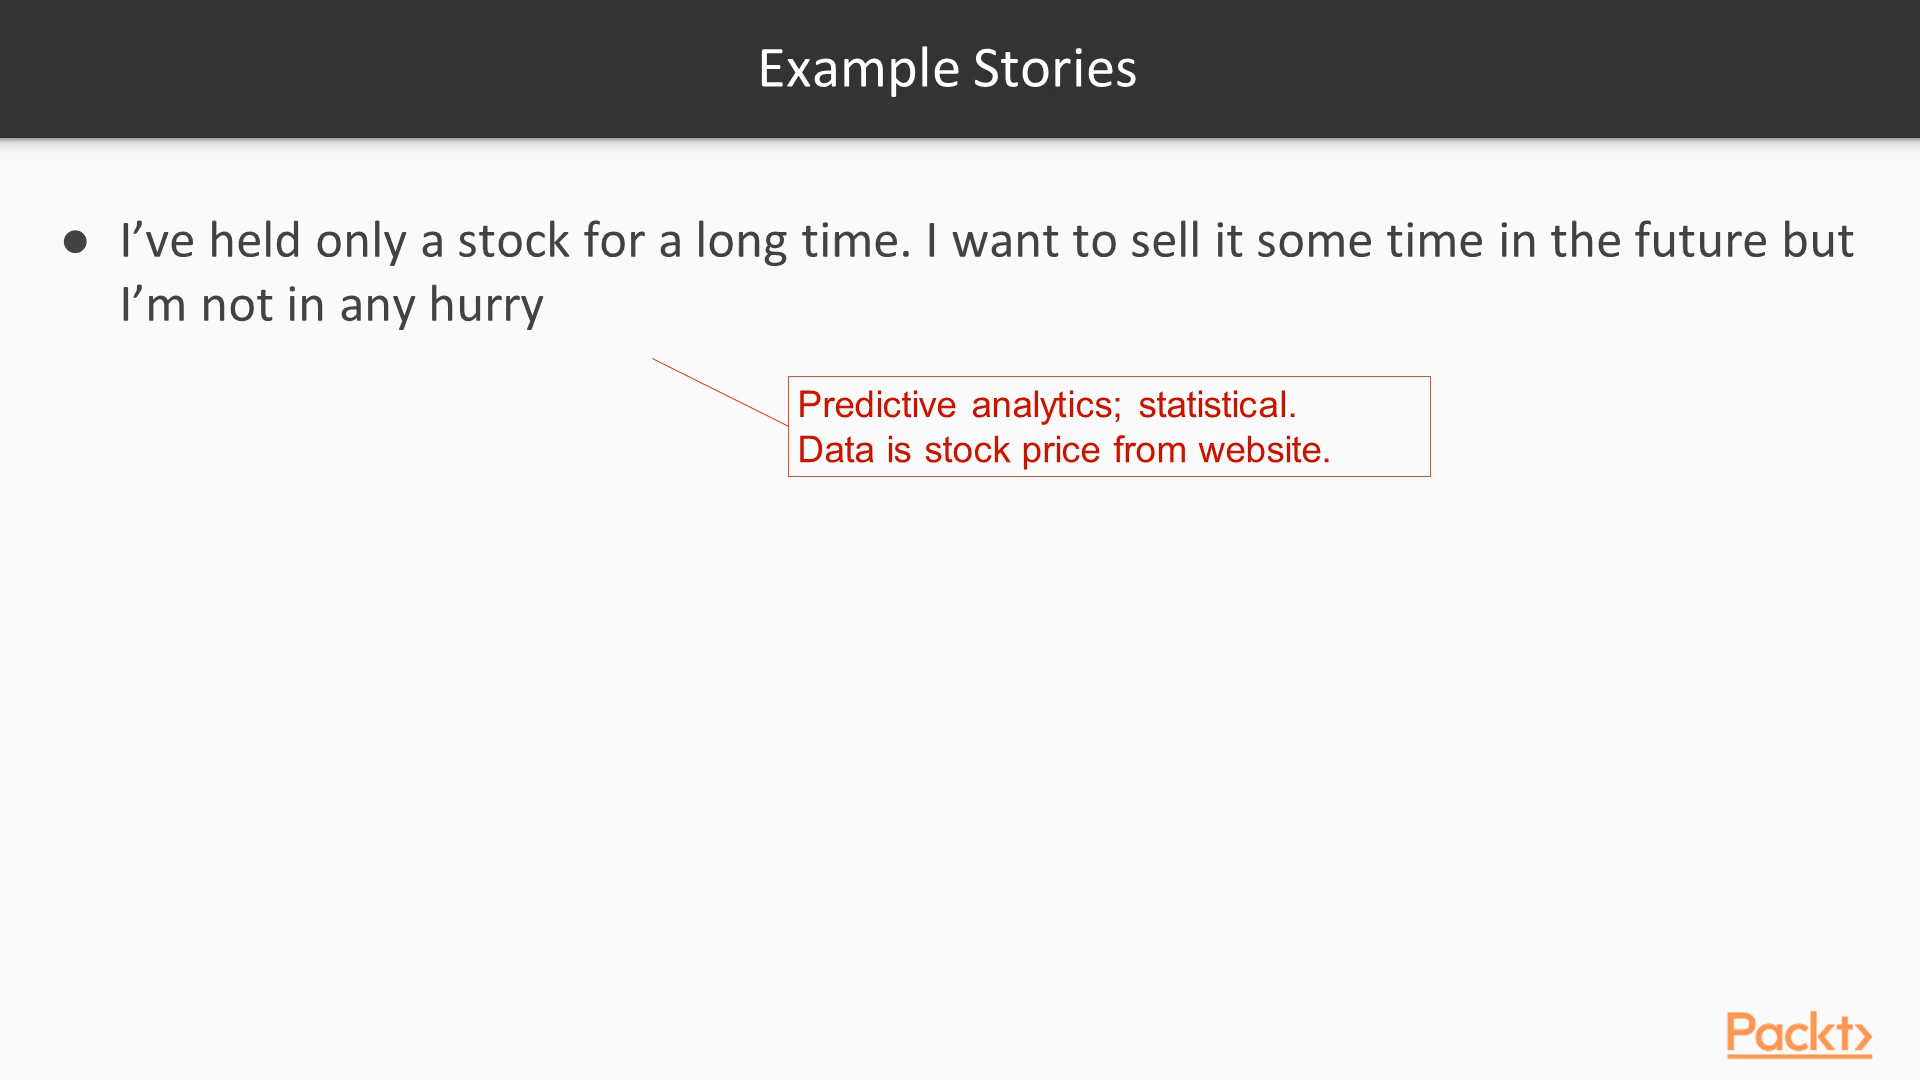 Example Stories
● I’ve held only a stock for a long time. I want to sell it some time in the future but
I’m not in any hurry
Predictive analytics; statistical.
Data is stock price from website.
Packt>